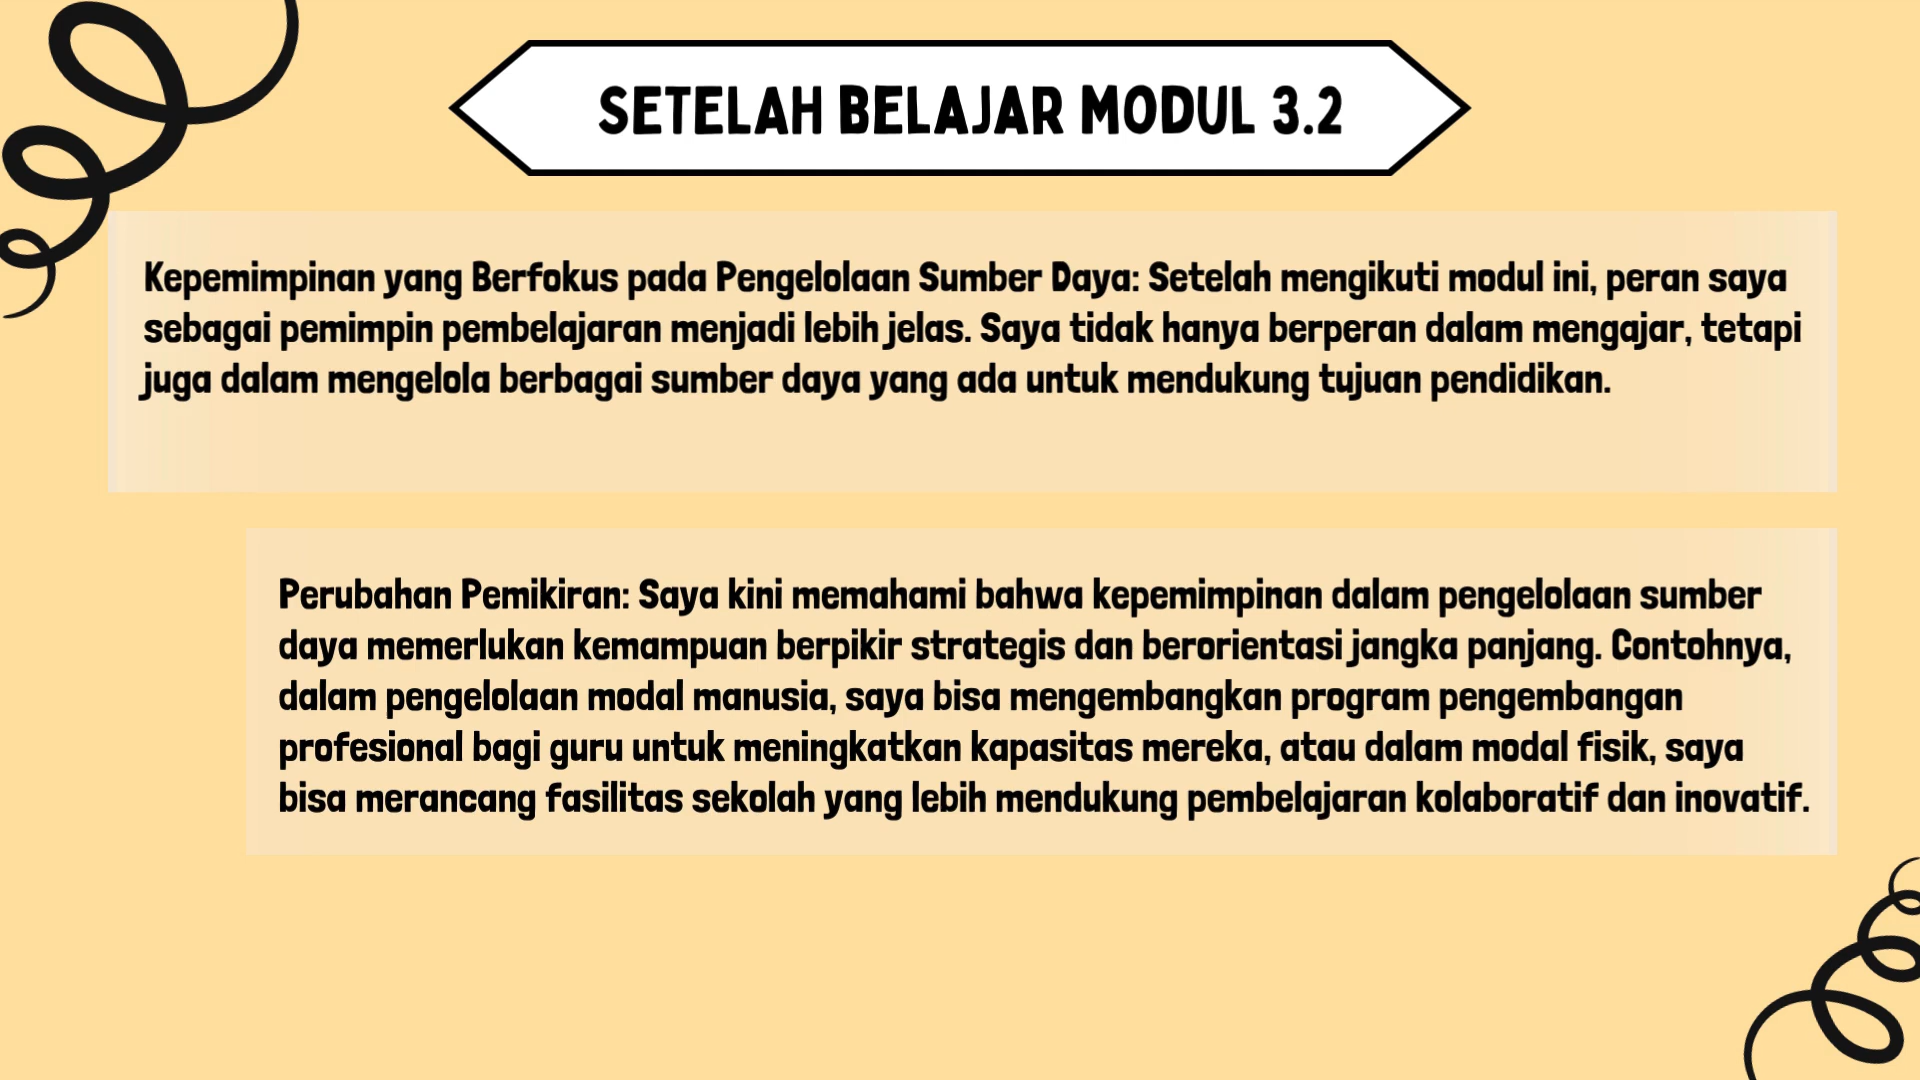 SETELAH BELAJAR MODUL 3.2
Kepemimpinan yang Berfokus pada Pengelolaan Sumber Daya: Setelah mengikuti modul ini, peran saya
sebagai pemimpin pembelajaran menjadi lebih jelas. Saya tidak hanya berperan dalam mengajar, tetapi
juga dalam mengelola berbagai sumber daya yang ada untuk mendukung tujuan pendidikan.
Perubahan Pemikiran: Saya kini memahami bahwa kepemimpinan dalam pengelolaan sumber
daya memerlukan kemampuan berpikir strategis dan berorientasi jangka panjang. Contohnya,
dalam pengelolaan modal manusia, saya bisa mengembangkan program pengembangan
profesional bagi guru untuk meningkatkan kapasitas mereka, atau dalam modal fisik, saya
bisa merancang fasilitas sekolah yang lebih mendukung pembelajaran kolaboratif dan inovatif.